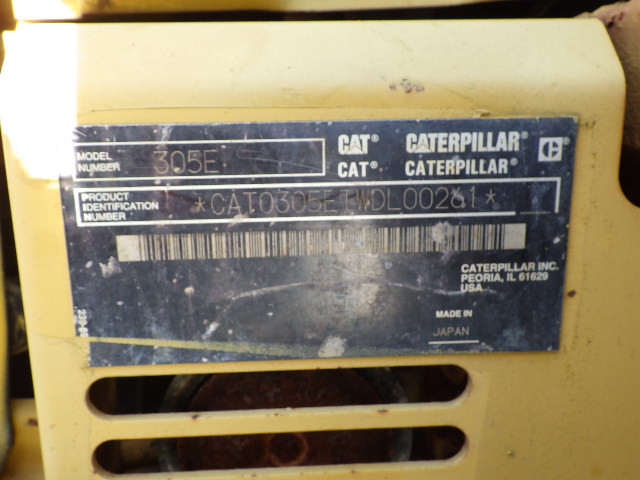 MODEL NUMBER 305E
CAT® CATERPILLAR®
CAT® CATERPILLAR®
PRODUCT IDENTIFICATION NUMBER *CAT0305ETWDL00261*
CATERPILLAR INC.
PEORIA, IL 61629
USA
MADE IN
JAPAN